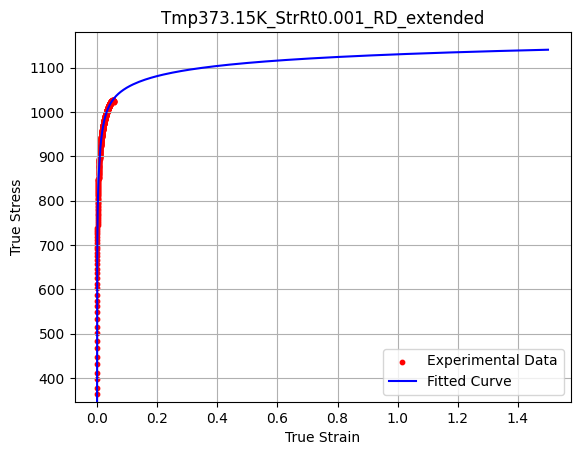 Tmp373.15K_StrRt0.001_RD_extended
1100
1000
900
800
700
600
500
400
True Stress
0.0 0.2 0.4 0.6 0.8 1.0 1.2 1.4
True Strain
Experimental Data
Fitted Curve